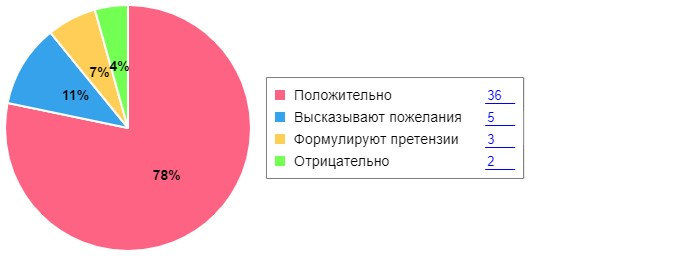 4%
7%
11%
78%
Положительно 36
Высказывают пожелания 5
Формулируют претензии 3
Отрицательно 2